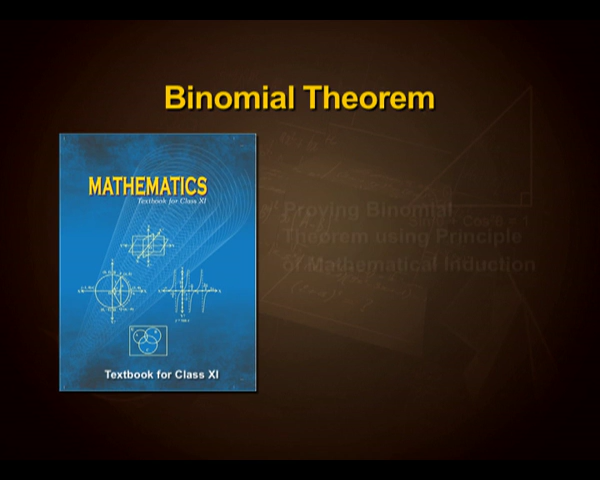 Binomial Theorem
MATHEMATICS
Textbook for Class XI
Proving Binomial
Theorem using Principle
of Mathematical Induction
Textbook for Class XI